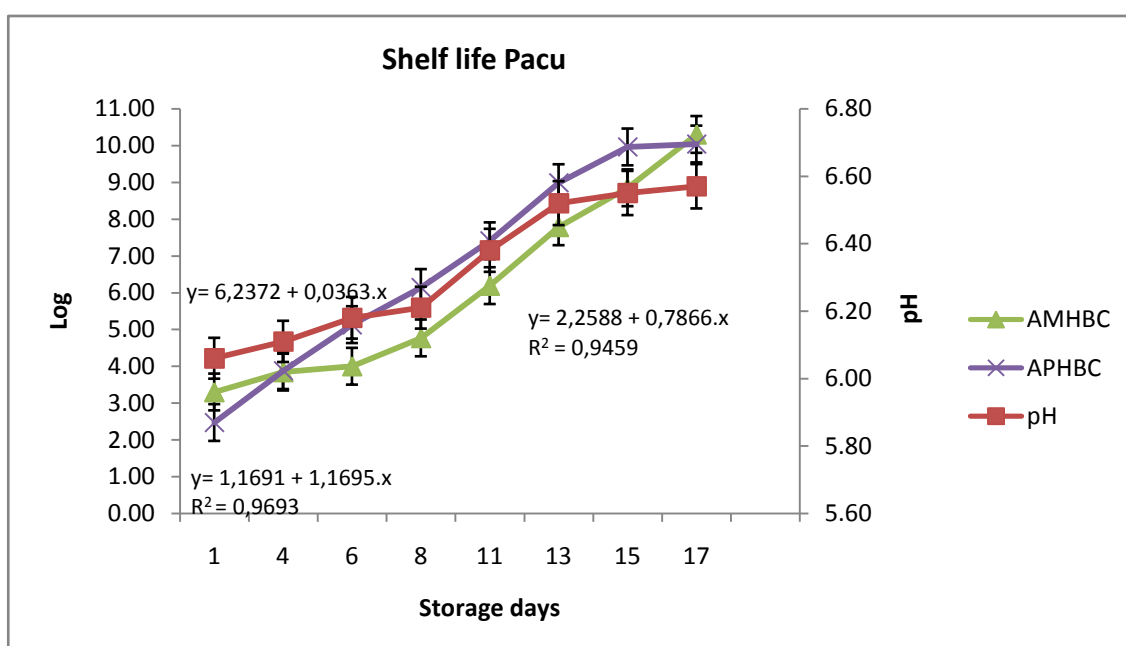 Shelf life Pacu
11.00
10.00
9.00
8.00
7.00
6.00
5.00
4.00
3.00
2.00
1.00
0.00
Log
6.80
6.60
6.40
6.20
6.00
5.80
5.60
pH
y= 6,2372 + 0,0363.x
y= 2,2588 + 0,7866.x
R² = 0,9459
y= 1,1691 + 1,1695.x
R² = 0,9693
1 4 6 8 11 13 15 17
Storage days
AMHBC
APHBC
pH